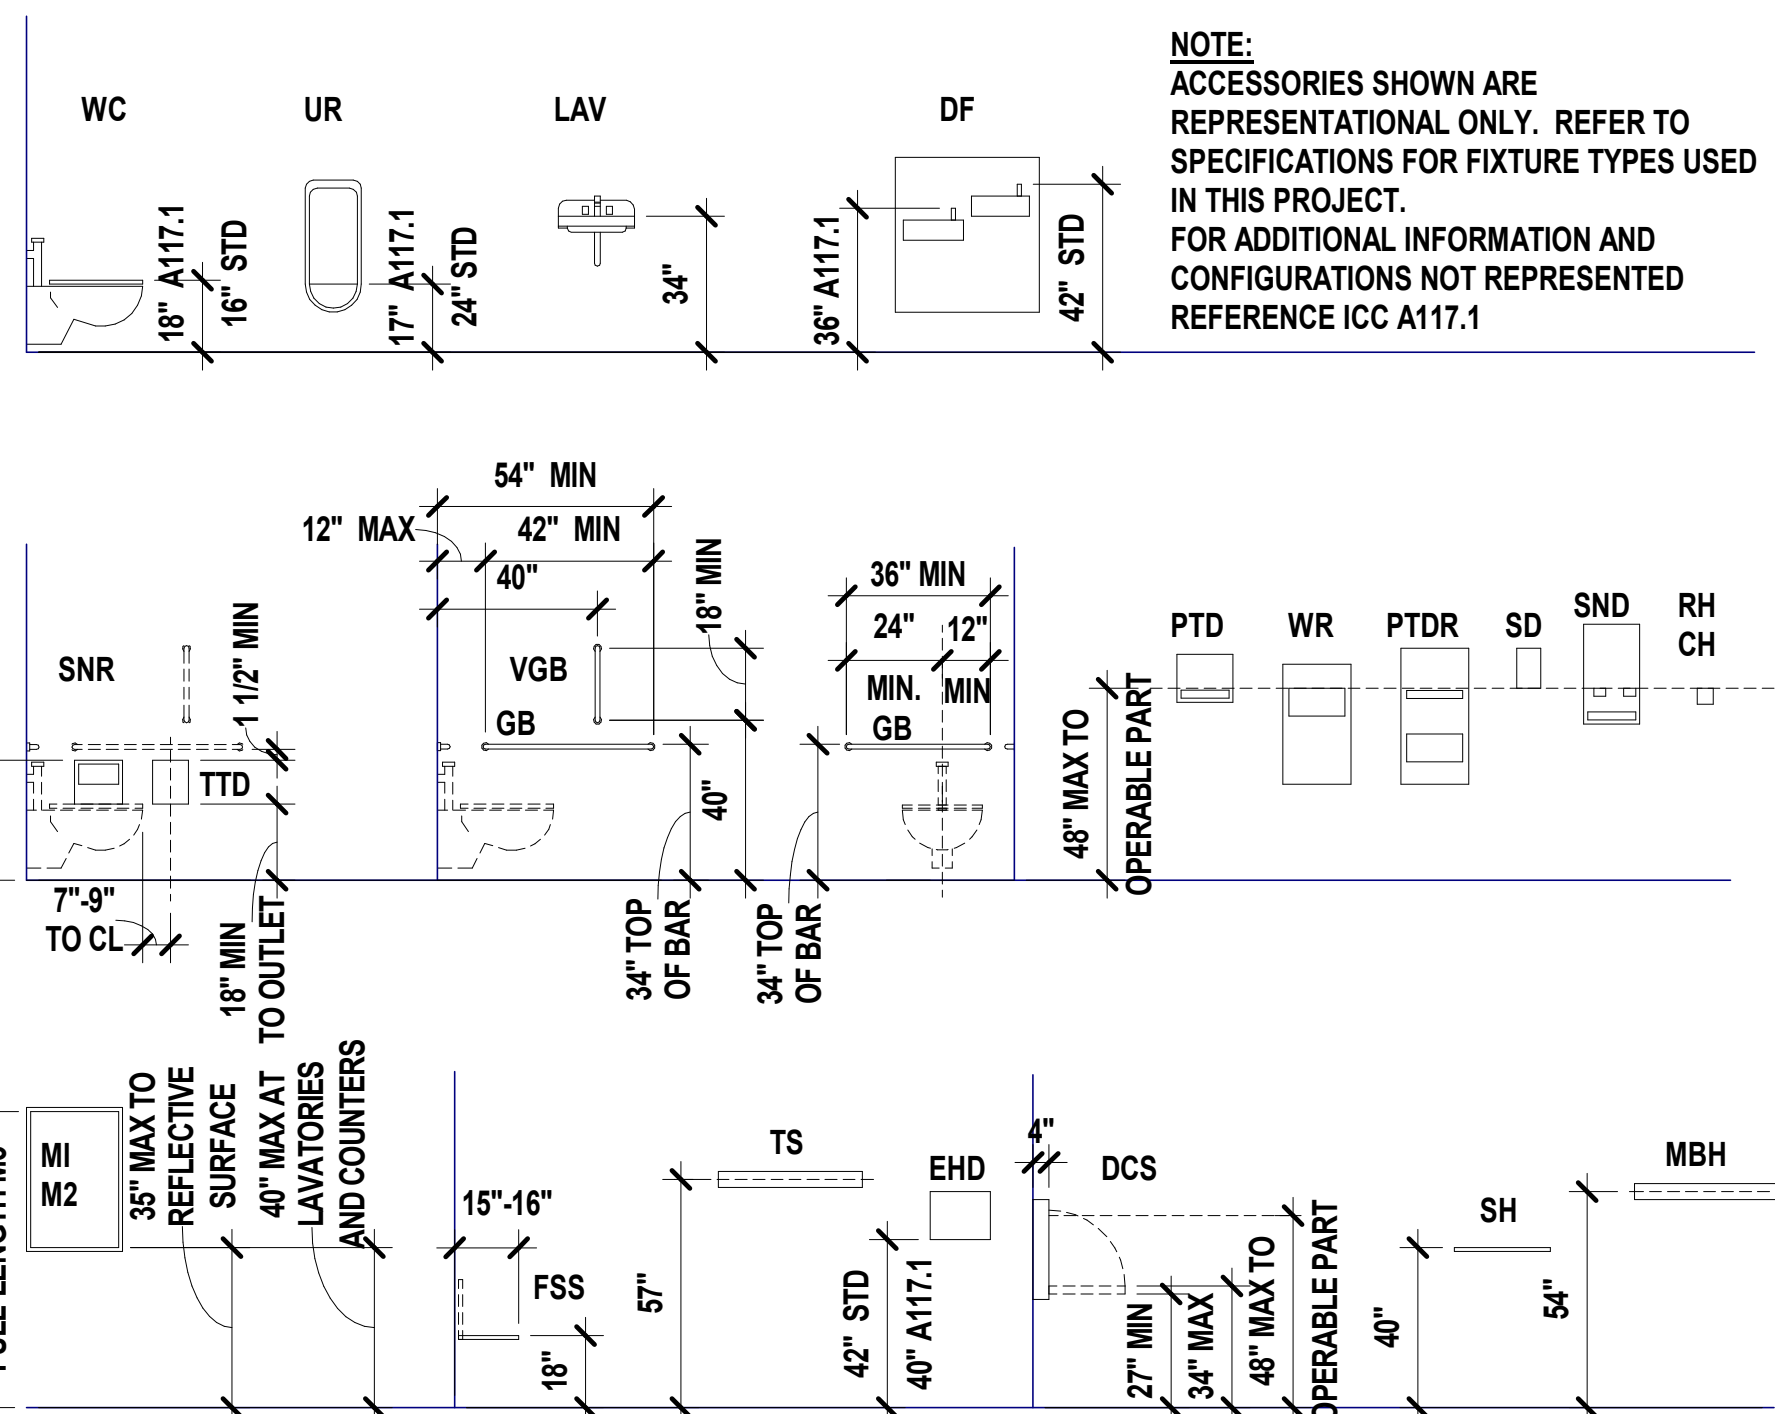 NOTE:
ACCESSORIES SHOWN ARE
REPRESENTATIONAL ONLY.  REFER TO
SPECIFICATIONS FOR FIXTURE TYPES USED
IN THIS PROJECT.
FOR ADDITIONAL INFORMATION AND
CONFIGURATIONS NOT REPRESENTED
REFERENCE ICC A117.1
WC
UR
LAV
DF
18" A117.1
16" STD
17" A117.1
24" STD
34"
36" A117.1
42" STD
54" MIN
12" MAX
42" MIN
40"
18" MIN
36" MIN
24"
12"
MIN.
MIN
GB
VGB
GB
SNR
1 1/2" MIN
TTD
7"-9"
TO CL
18" MIN
TO OUTLET
40"
34" TOP
OF BAR
34" TOP
OF BAR
48" MAX TO
OPERABLE PART
PTD
WR
PTDR
SD
SND
RH
CH
MI
M2
35" MAX TO
REFLECTIVE
SURFACE
40" MAX AT
LAVATORIES
AND COUNTERS
15"-16"
FSS
18"
TS
57"
EHD
42" STD
40" A117.1
4"
DCS
27" MIN
34" MAX
48" MAX TO
OPERABLE PART
SH
40"
MBH
54"